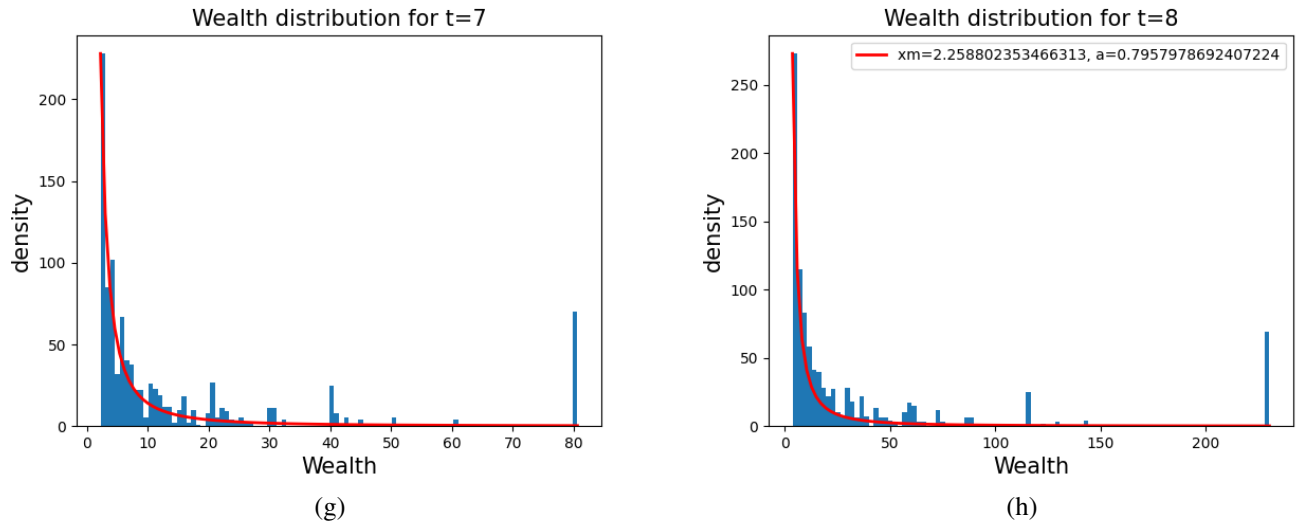 Wealth distribution for t=7
density
200
150
100
50
0
0 10 20 30 40 50 60 70 80
Wealth
(g)
Wealth distribution for t=8
xm=2.258802353466313, a=0.7957978692407224
density
250
200
150
100
50
0
0 50 100 150 200
Wealth
(h)